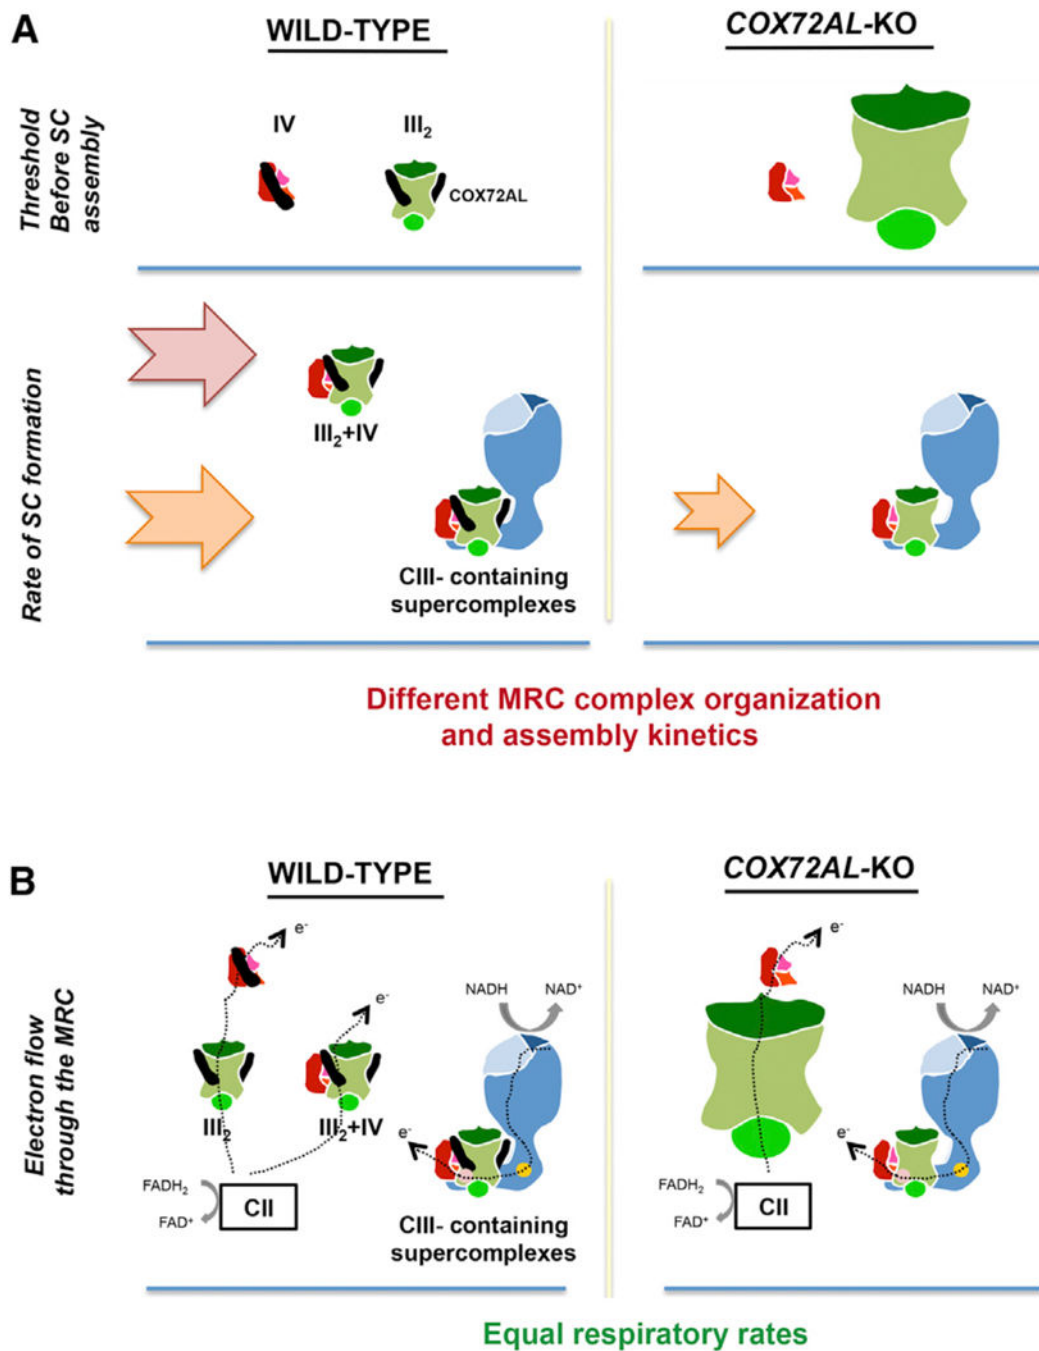 A
WILD-TYPE
COX72AL-KO
Threshold
Before SC
assembly
IV
III₂
COX72AL
Rate of SC formation
III₂+IV
CIII- containing
supercomplexes
Different MRC complex organization
and assembly kinetics
B
WILD-TYPE
COX72AL-KO
Electron flow
through the MRC
e⁻
e⁻
NADH
NAD⁺
III₂
III₂+IV
e⁻
FADH₂
FAD⁺
CII
CIII- containing
supercomplexes
e⁻
NADH
NAD⁺
e⁻
FADH₂
FAD⁺
CII
Equal respiratory rates